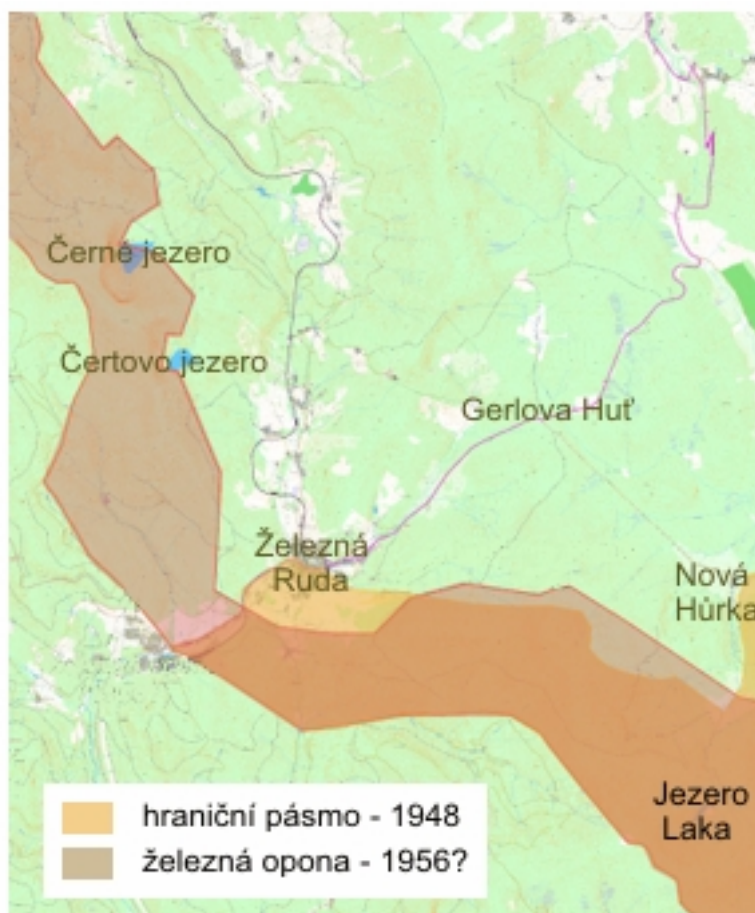 Černé jezero
Čertovo jezero
Gerlova Huť
Železná
Ruda
Nová
Hůrka
Jezero
Laka
hraniční pásmo - 1948
železná opona - 1956?